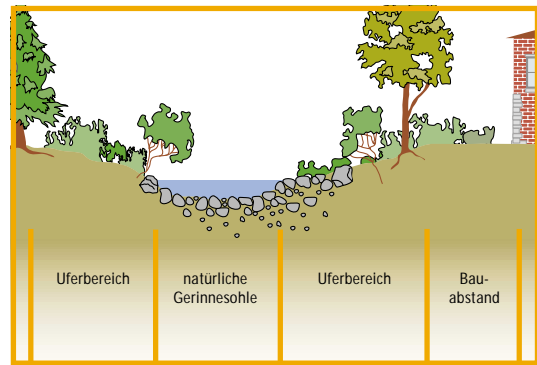 Uferbereich
natürliche
Gerinnesohle
Uferbereich
Bau-
abstand